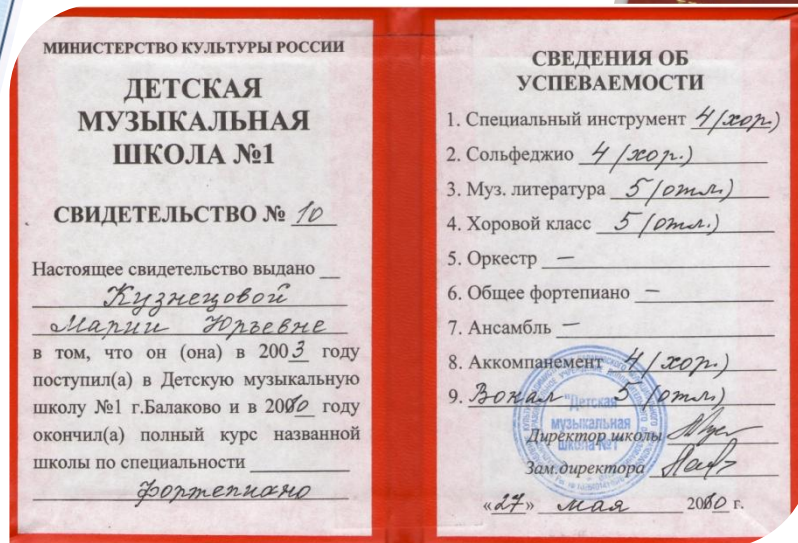 МИНИСТЕРСТВО КУЛЬТУРЫ РОССИИ
ДЕТСКАЯ
МУЗЫКАЛЬНАЯ
ШКОЛА №1
СВИДЕТЕЛЬСТВО № 10
Настоящее свидетельство выдано
Кузнецовой
Марии Юрьевне
в том, что он (она) в 2003 году
поступил(а) в Детскую музыкальную
школу №1 г.Балаково и в 2010 году
окончил(а) полный курс названной
школы по специальности
фортепиано
СВЕДЕНИЯ ОБ
УСПЕВАЕМОСТИ
1. Специальный инструмент 4 (хор.)
2. Сольфеджио 4 (хор.)
3. Муз. литература 5 (отл.)
4. Хоровой класс 5 (отл.)
5. Оркестр —
6. Общее фортепиано —
7. Ансамбль —
8. Аккомпанемент 4 (хор.)
9. Вокал 5 (отл)
"Детская
музыкальная
школа №1"
Директор школы
Зам.директора
«27» мая 2010 г.